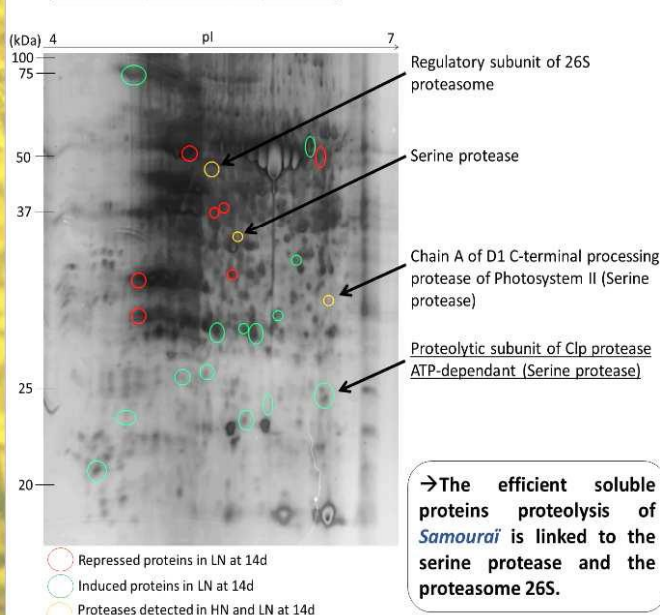 (kDa) 4 pI 7
100
75
50
37
25
20
Regulatory subunit of 26S
proteasome
Serine protease
Chain A of D1 C-terminal processing
protease of Photosystem II (Serine
protease)
Proteolytic subunit of Clp protease
ATP-dependant (Serine protease)
→The efficient soluble
proteins proteolysis of
Samouraï is linked to the
serine protease and the
proteasome 26S.
Repressed proteins in LN at 14d
Induced proteins in LN at 14d
Proteases detected in HN and LN at 14d